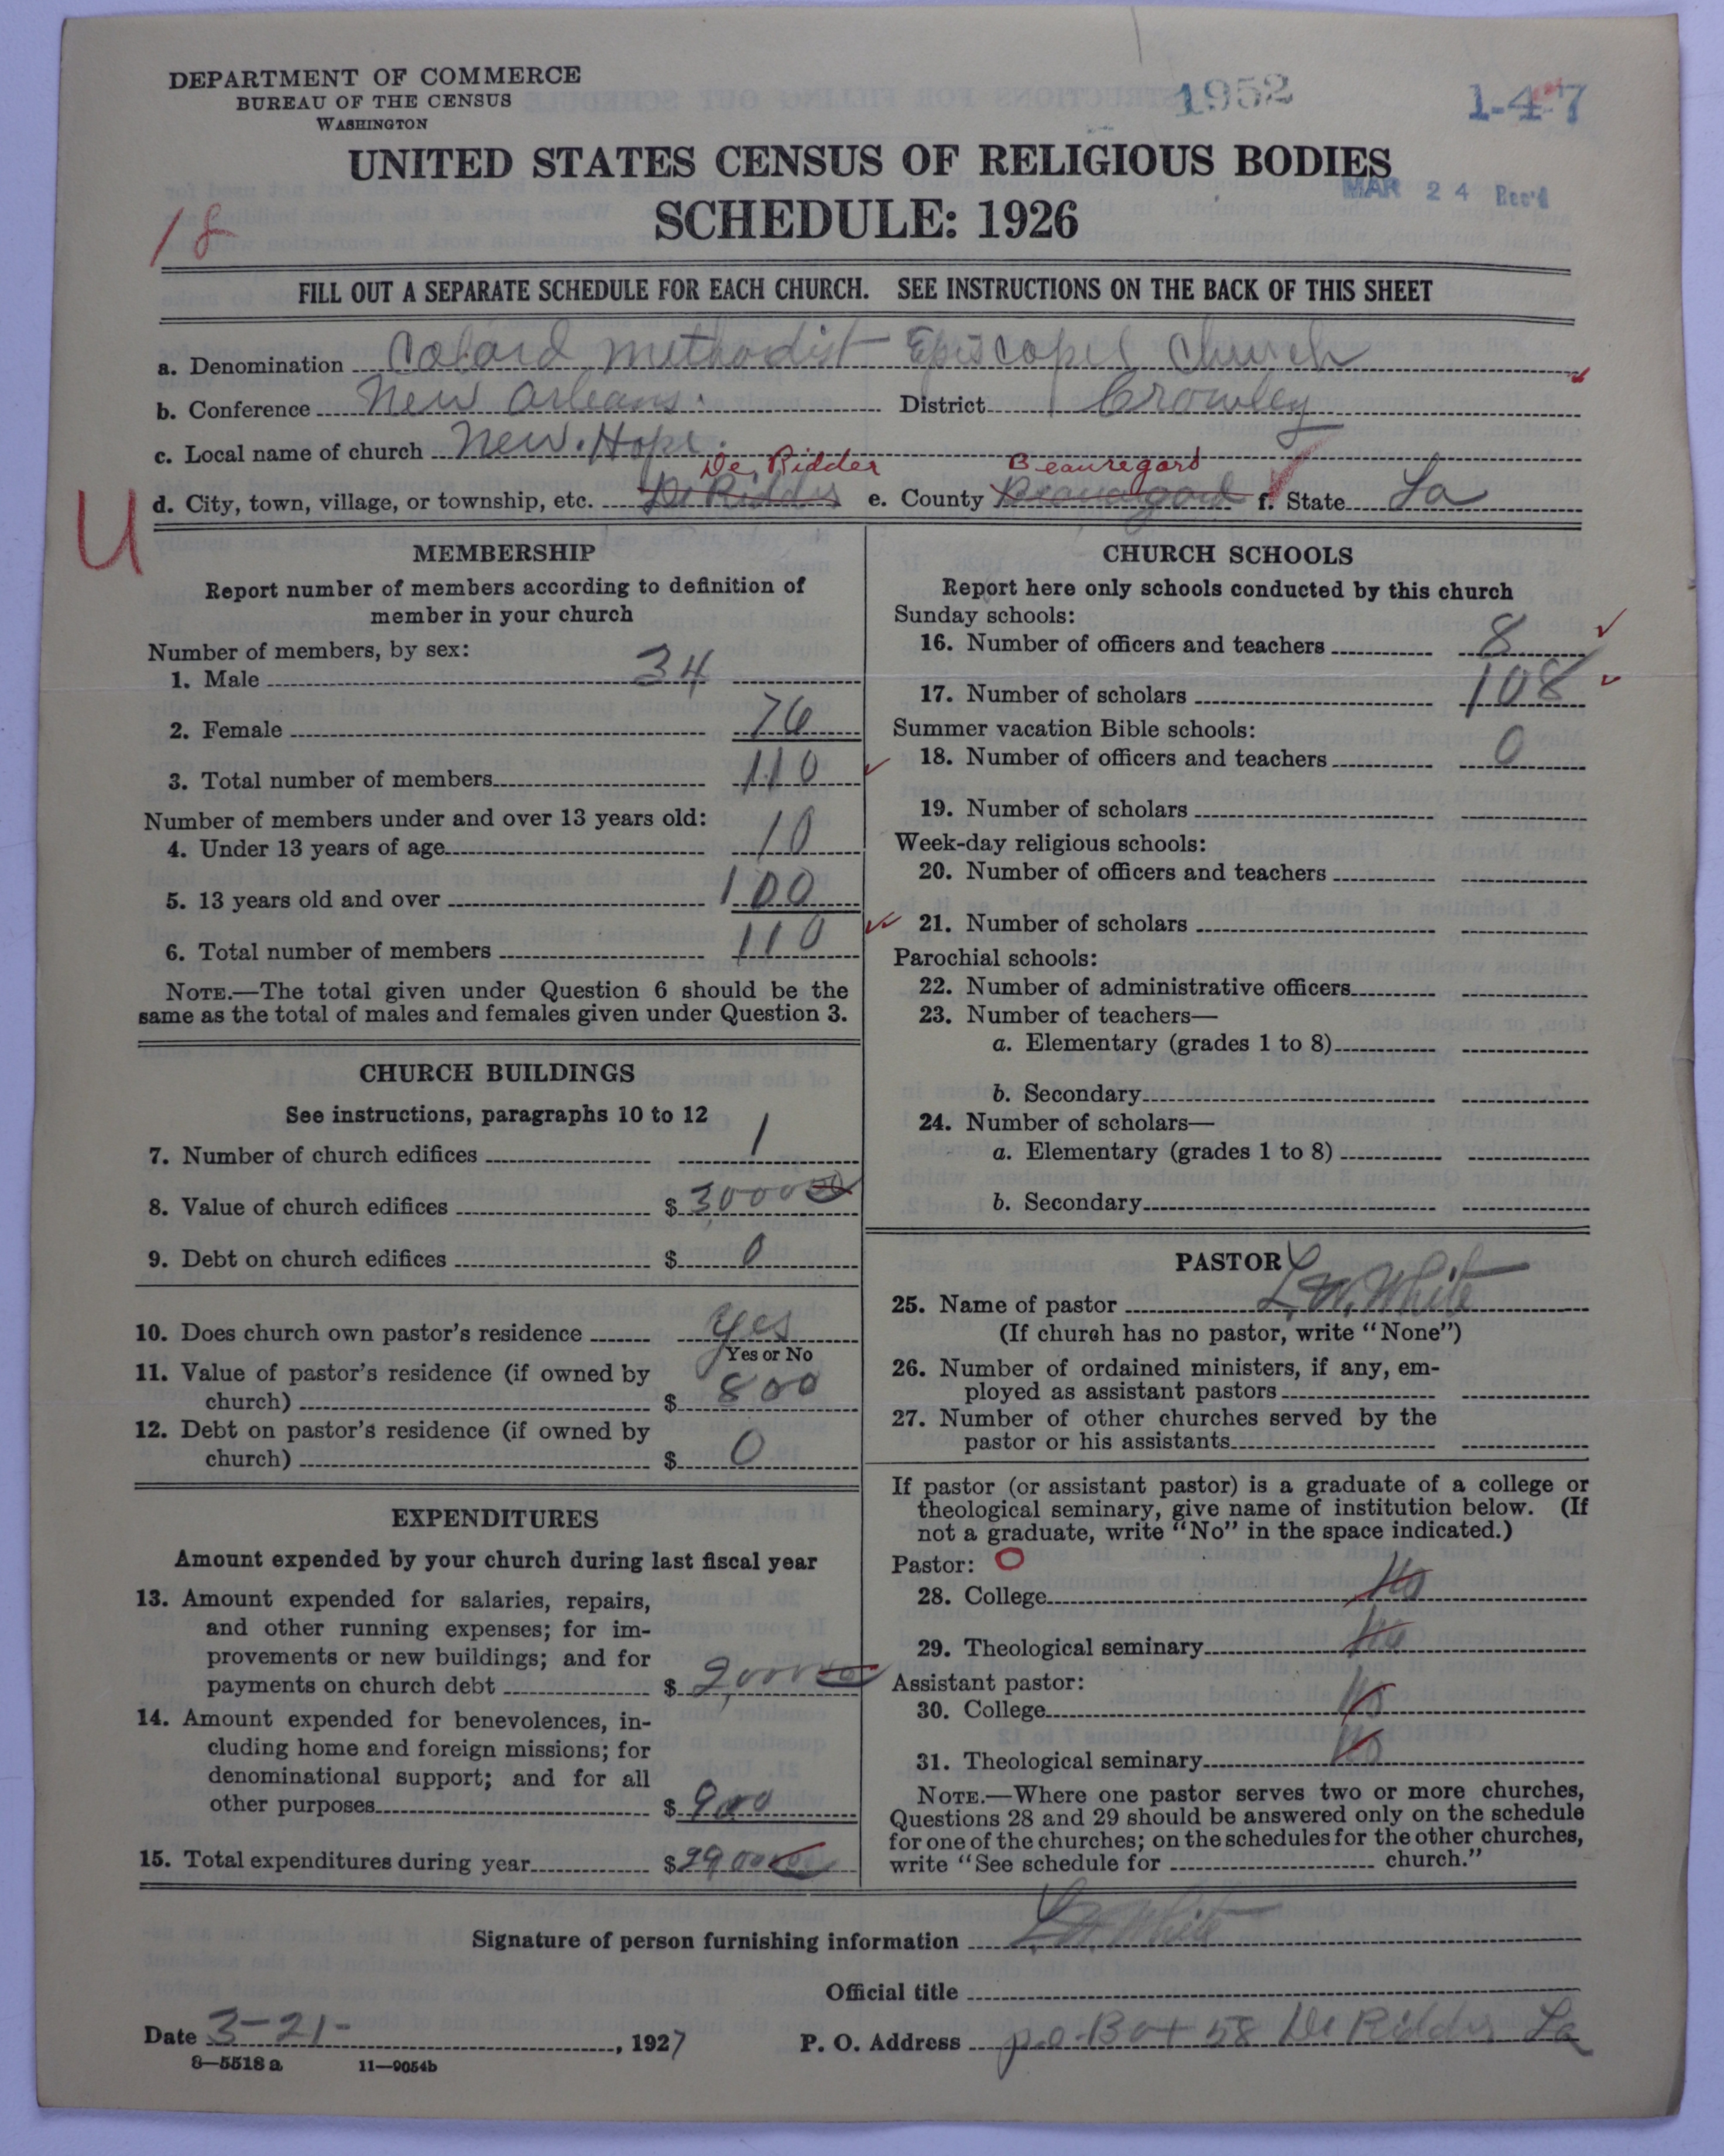 DEPARTMENT OF COMMERCE
BUREAU OF THE CENSUS
WASHINGTON
1952
1-4-7
UNITED STATES CENSUS OF RELIGIOUS BODIES
MAR 24 Rec'd
SCHEDULE: 1926
18
FILL OUT A SEPARATE SCHEDULE FOR EACH CHURCH. SEE INSTRUCTIONS ON THE BACK OF THIS SHEET
a. Denomination Colord Methodist Episcopel Church
b. Conference New Orleans. District Crowley
c. Local name of church New Hope.
De Ridder Beauregard
d. City, town, village, or township, etc. De Ridder e. County Beauregard f. State La
U
MEMBERSHIP
Report number of members according to definition of
member in your church
Number of members, by sex:
1. Male 34
2. Female 76
3. Total number of members 110
Number of members under and over 13 years old:
4. Under 13 years of age 10
5. 13 years old and over 100
6. Total number of members 110
NOTE.—The total given under Question 6 should be the
same as the total of males and females given under Question 3.
CHURCH BUILDINGS
See instructions, paragraphs 10 to 12
7. Number of church edifices 1
8. Value of church edifices $3,00000
9. Debt on church edifices $0
10. Does church own pastor's residence yes
Yes or No
11. Value of pastor's residence (if owned by
church) $800
12. Debt on pastor's residence (if owned by
church) $0
EXPENDITURES
Amount expended by your church during last fiscal year
13. Amount expended for salaries, repairs,
and other running expenses; for im-
provements or new buildings; and for
payments on church debt $2,00000
14. Amount expended for benevolences, in-
cluding home and foreign missions; for
denominational support; and for all
other purposes $900
15. Total expenditures during year $290000
CHURCH SCHOOLS
Report here only schools conducted by this church
Sunday schools:
16. Number of officers and teachers 8
17. Number of scholars 108
Summer vacation Bible schools:
18. Number of officers and teachers 0
19. Number of scholars
Week-day religious schools:
20. Number of officers and teachers
21. Number of scholars
Parochial schools:
22. Number of administrative officers
23. Number of teachers—
a. Elementary (grades 1 to 8)
b. Secondary
24. Number of scholars—
a. Elementary (grades 1 to 8)
b. Secondary
PASTOR
25. Name of pastor L. W. White
(If church has no pastor, write "None")
26. Number of ordained ministers, if any, em-
ployed as assistant pastors
27. Number of other churches served by the
pastor or his assistants
If pastor (or assistant pastor) is a graduate of a college or
theological seminary, give name of institution below. (If
not a graduate, write "No" in the space indicated.)
Pastor: O
28. College No
29. Theological seminary No
Assistant pastor:
30. College No
31. Theological seminary No
NOTE.—Where one pastor serves two or more churches,
Questions 28 and 29 should be answered only on the schedule
for one of the churches; on the schedules for the other churches,
write "See schedule for church."
Signature of person furnishing information L. W. White
Official title
Date 3-21-, 1927 P. O. Address p.o. Box 58 De Ridder La
8—5518 a 11—9054b